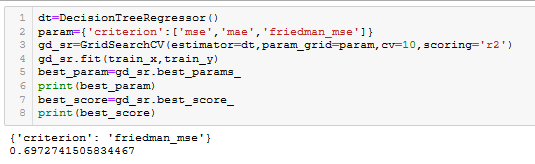 1 dt=DecisionTreeRegressor()
2 param={'criterion':['mse','mae','friedman_mse']}
3 gd_sr=GridSearchCV(estimator=dt,param_grid=param,cv=10,scoring='r2')
4 gd_sr.fit(train_x,train_y)
5 best_param=gd_sr.best_params_
6 print(best_param)
7 best_score=gd_sr.best_score_
8 print(best_score)
{'criterion': 'friedman_mse'}
0.6972741505834467